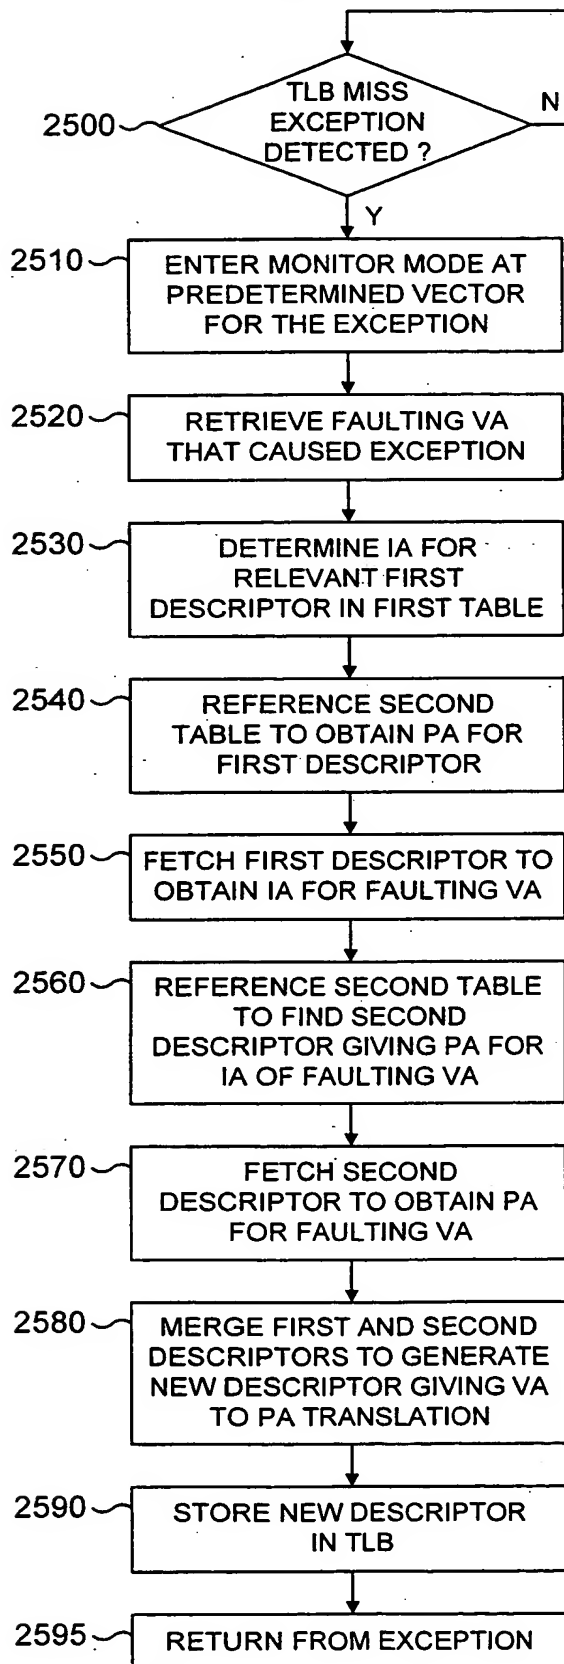 TLB MISS
EXCEPTION
DETECTED ?
N
2500
Y
2510
ENTER MONITOR MODE AT
PREDETERMINED VECTOR
FOR THE EXCEPTION
2520
RETRIEVE FAULTING VA
THAT CAUSED EXCEPTION
2530
DETERMINE IA FOR
RELEVANT FIRST
DESCRIPTOR IN FIRST TABLE
2540
REFERENCE SECOND
TABLE TO OBTAIN PA FOR
FIRST DESCRIPTOR
2550
FETCH FIRST DESCRIPTOR TO
OBTAIN IA FOR FAULTING VA
2560
REFERENCE SECOND TABLE
TO FIND SECOND
DESCRIPTOR GIVING PA FOR
IA OF FAULTING VA
2570
FETCH SECOND
DESCRIPTOR TO OBTAIN PA
FOR FAULTING VA
2580
MERGE FIRST AND SECOND
DESCRIPTORS TO GENERATE
NEW DESCRIPTOR GIVING VA
TO PA TRANSLATION
2590
STORE NEW DESCRIPTOR
IN TLB
2595
RETURN FROM EXCEPTION